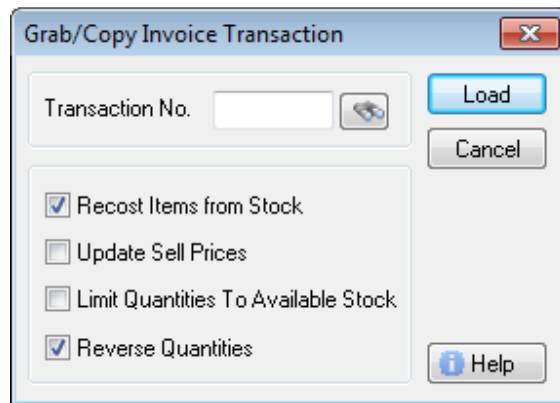 Grab/Copy Invoice Transaction
Transaction No.
Load
Cancel
Recost Items from Stock
Update Sell Prices
Limit Quantities To Available Stock
Reverse Quantities
Help